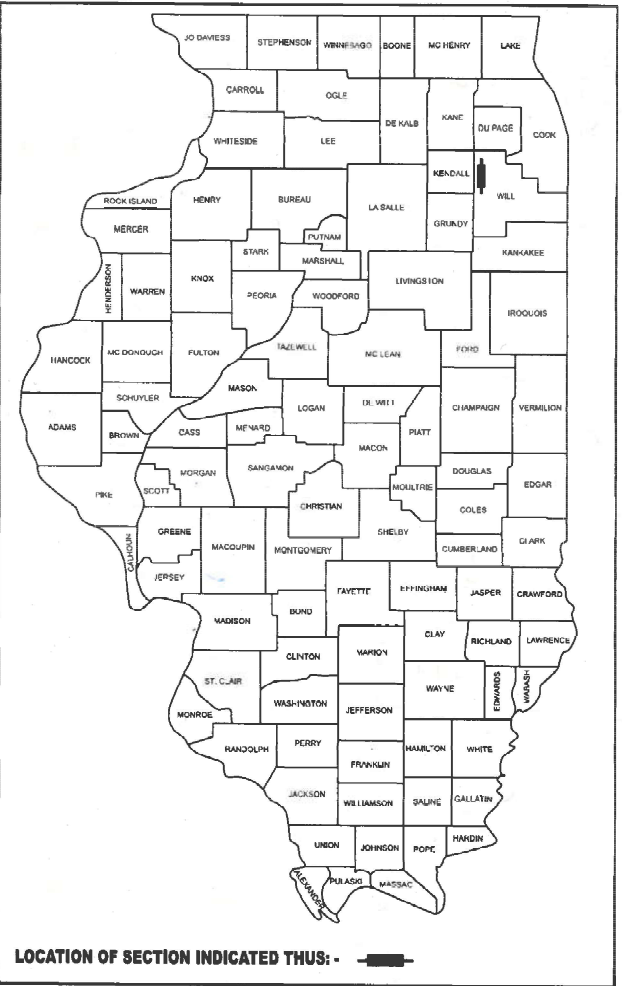 JO DAVIESS STEPHENSON WINNEBAGO BOONE MC HENRY LAKE
CARROLL OGLE
DE KALB KANE DU PAGE COOK
WHITESIDE LEE
ROCK ISLAND HENRY BUREAU LA SALLE KENDALL WILL
GRUNDY
MERCER PUTNAM
STARK MARSHALL KANKAKEE
HENDERSON WARREN KNOX PEORIA WOODFORD LIVINGSTON IROQUOIS
HANCOCK MC DONOUGH FULTON TAZEWELL MC LEAN FORD
SCHUYLER MASON LOGAN DE WITT CHAMPAIGN VERMILION
ADAMS BROWN CASS MENARD MACON PIATT
PIKE SCOTT MORGAN SANGAMON CHRISTIAN MOULTRIE DOUGLAS EDGAR
COLES
CALHOUN GREENE MACOUPIN MONTGOMERY SHELBY CUMBERLAND CLARK
JERSEY FAYETTE EFFINGHAM JASPER CRAWFORD
MADISON BOND
CLINTON MARION CLAY RICHLAND LAWRENCE
ST. CLAIR WASHINGTON JEFFERSON WAYNE EDWARDS WABASH
MONROE
RANDOLPH PERRY FRANKLIN HAMILTON WHITE
JACKSON WILLIAMSON SALINE GALLATIN
UNION JOHNSON POPE HARDIN
ALEXANDER PULASKI MASSAC
LOCATION OF SECTION INDICATED THUS: -